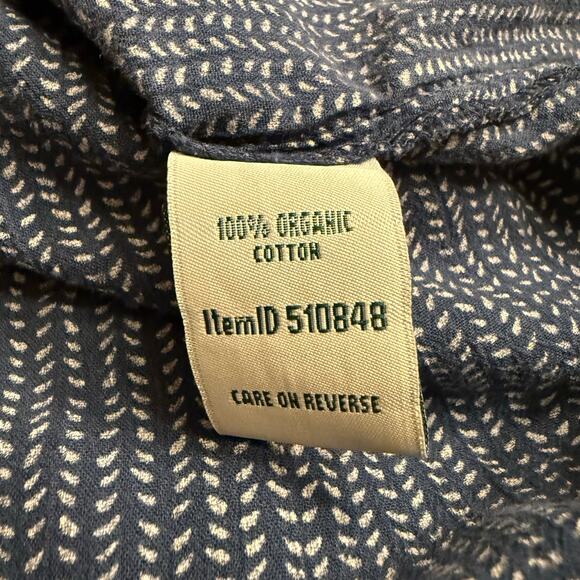 100% ORGANIC
COTTON
ItemID 510848
CARE ON REVERSE